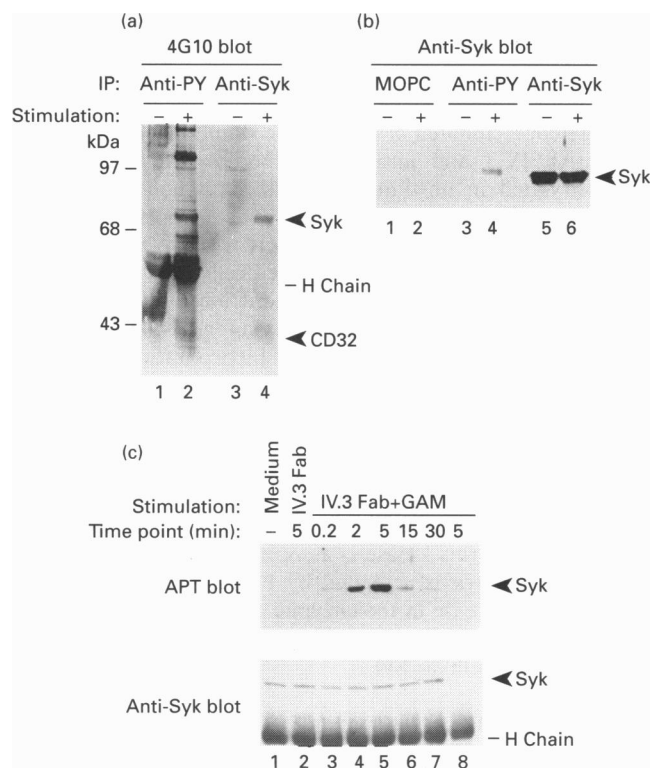 (a)
4G10 blot
IP: Anti-PY Anti-Syk
Stimulation: – + – +
kDa
97 –
68 –
43 –
Syk
– H Chain
CD32
1 2 3 4
(b)
Anti-Syk blot
MOPC Anti-PY Anti-Syk
– + – + – +
Syk
1 2 3 4 5 6
(c)
Medium
IV.3 Fab
Stimulation: IV.3 Fab+GAM
Time point (min): – 5 0.2 2 5 15 30 5
APT blot
Syk
Anti-Syk blot
Syk
– H Chain
1 2 3 4 5 6 7 8